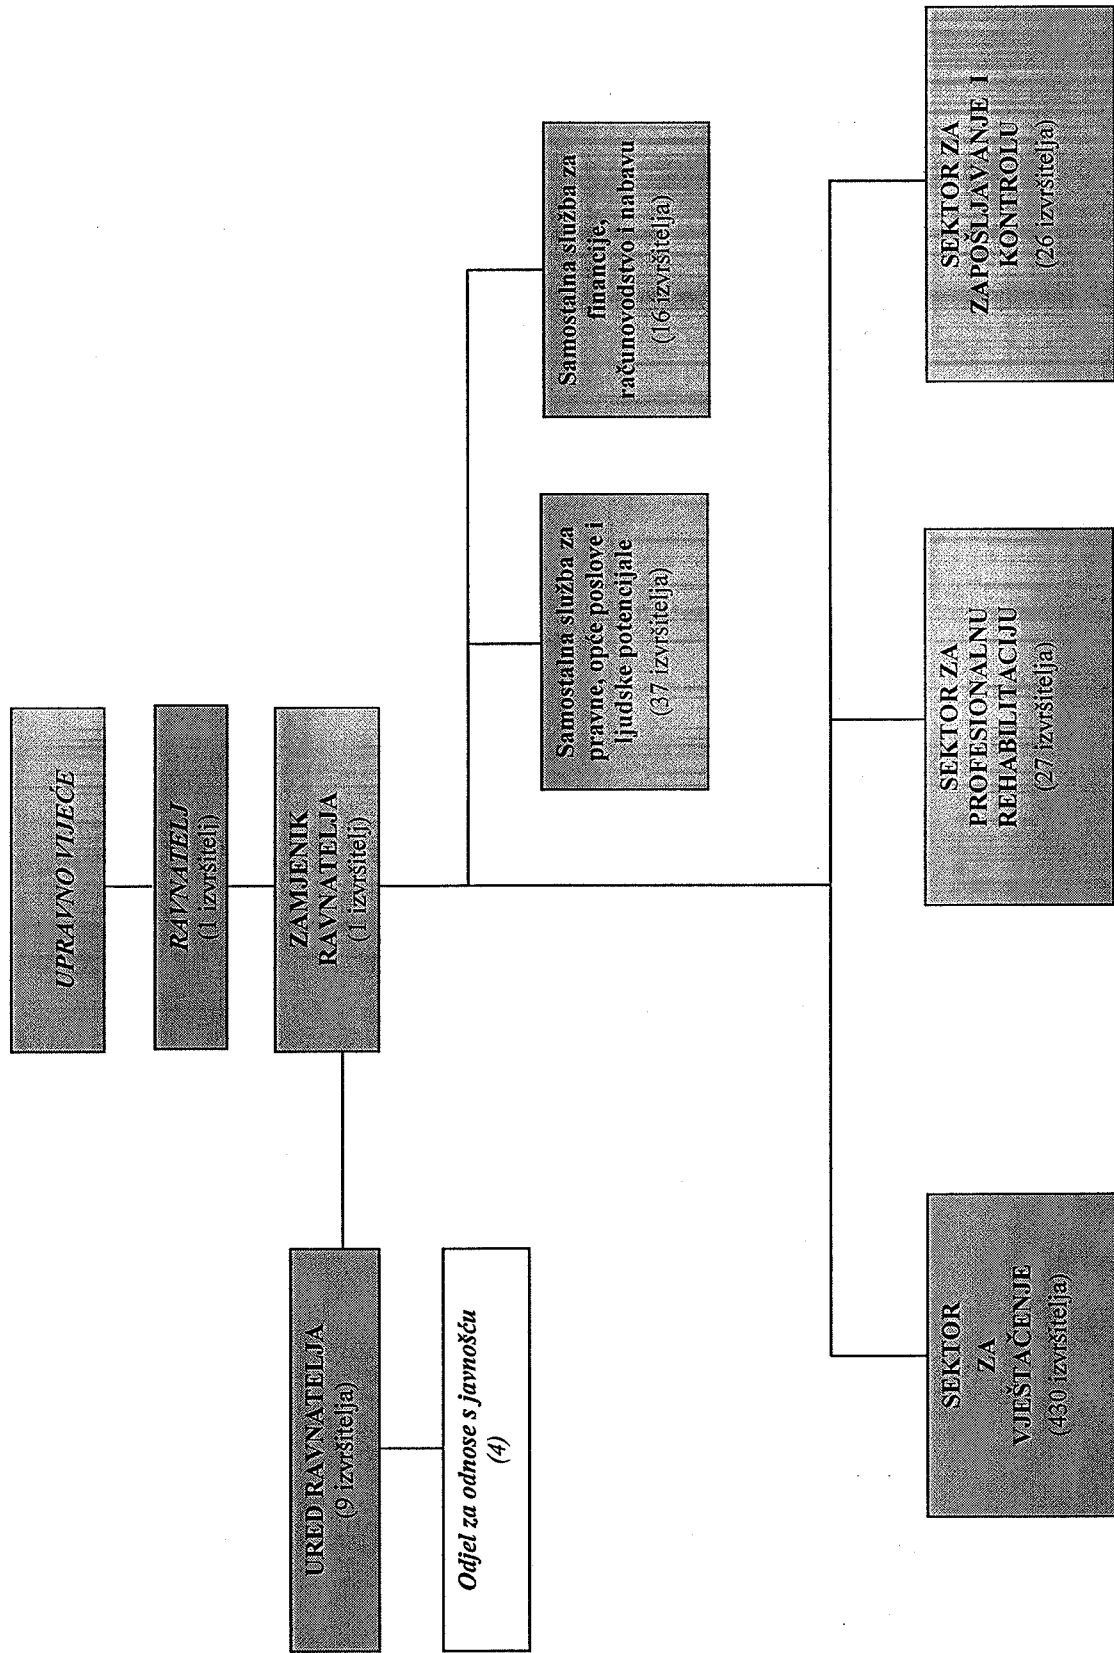 UPRAVNO VIJEĆE
RAVNATELJ
(1 izvršitelj)
ZAMJENIK
RAVNATELJA
(1 izvršitelj)
URED RAVNATELJA
(9 izvršitelja)
Odjel za odnose s javnošću
(4)
Samostalna služba za
pravne, opće poslove i
ljudske potencijale
(37 izvršitelja)
Samostalna služba za
financije,
računovodstvo i nabavu
(16 izvršitelja)
SEKTOR
ZA
VJEŠTAČENJE
(430 izvršitelja)
SEKTOR ZA
PROFESIONALNU
REHABILITACIJU
(27 izvršitelja)
SEKTOR ZA
ZAPOŠLJAVANJE I
KONTROLU
(26 izvršitelja)